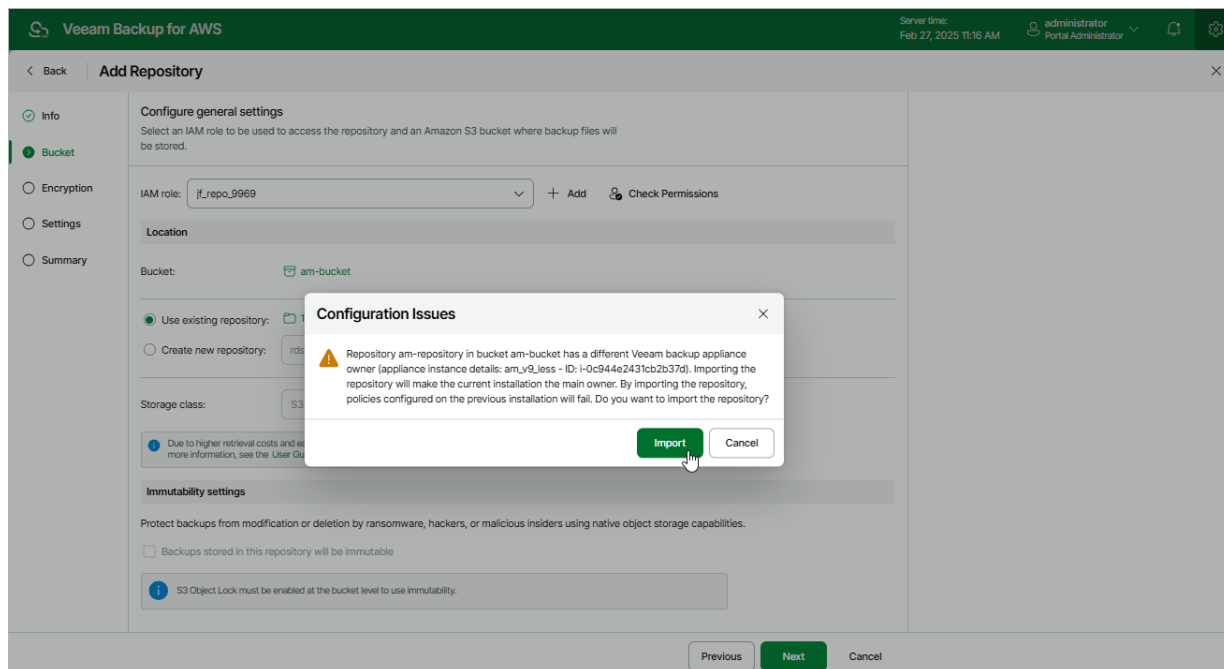 Veeam Backup for AWS
Server time:
Feb 27, 2025 11:16 AM
administrator
Portal Administrator
Back
Add Repository
Info
Bucket
Encryption
Settings
Summary
Configure general settings
Select an IAM role to be used to access the repository and an Amazon S3 bucket where backup files will
be stored.
IAM role:
jf_repo_9969
Add
Check Permissions
Location
Bucket:
am-bucket
Use existing repository:
1
Create new repository:
rds
Storage class:
S3
Due to higher retrieval costs and
more information, see the User Gu
Configuration Issues
Repository am-repository in bucket am-bucket has a different Veeam backup appliance
owner (appliance instance details: am_v9_less - ID: i-0c944e2431cb2b37d). Importing the
repository will make the current installation the main owner. By importing the repository,
policies configured on the previous installation will fail. Do you want to import the repository?
Import
Cancel
Immutability settings
Protect backups from modification or deletion by ransomware, hackers, or malicious insiders using native object storage capabilities.
Backups stored in this repository will be immutable
S3 Object Lock must be enabled at the bucket level to use immutability.
Previous
Next
Cancel